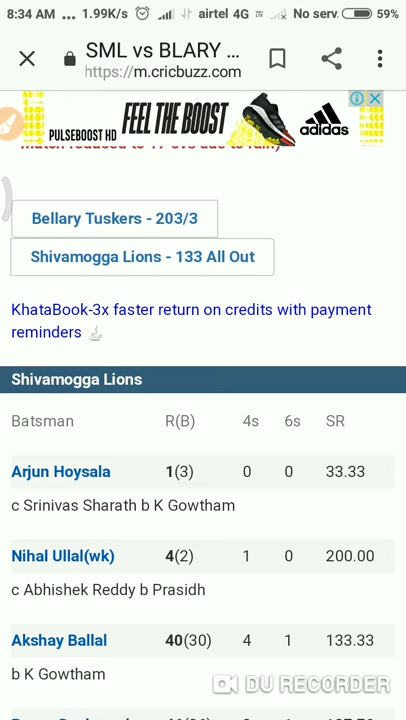 8:34 AM ... 1.99K/s airtel 4G No serv. 59%
SML vs BLARY ...
https://m.cricbuzz.com
PULSEBOOST HD FEEL THE BOOST adidas
Bellary Tuskers - 203/3
Shivamogga Lions - 133 All Out
KhataBook-3x faster return on credits with payment
reminders
Shivamogga Lions
Batsman R(B) 4s 6s SR
Arjun Hoysala 1(3) 0 0 33.33
c Srinivas Sharath b K Gowtham
Nihal Ullal(wk) 4(2) 1 0 200.00
c Abhishek Reddy b Prasidh
Akshay Ballal 40(30) 4 1 133.33
b K Gowtham
DU RECORDER